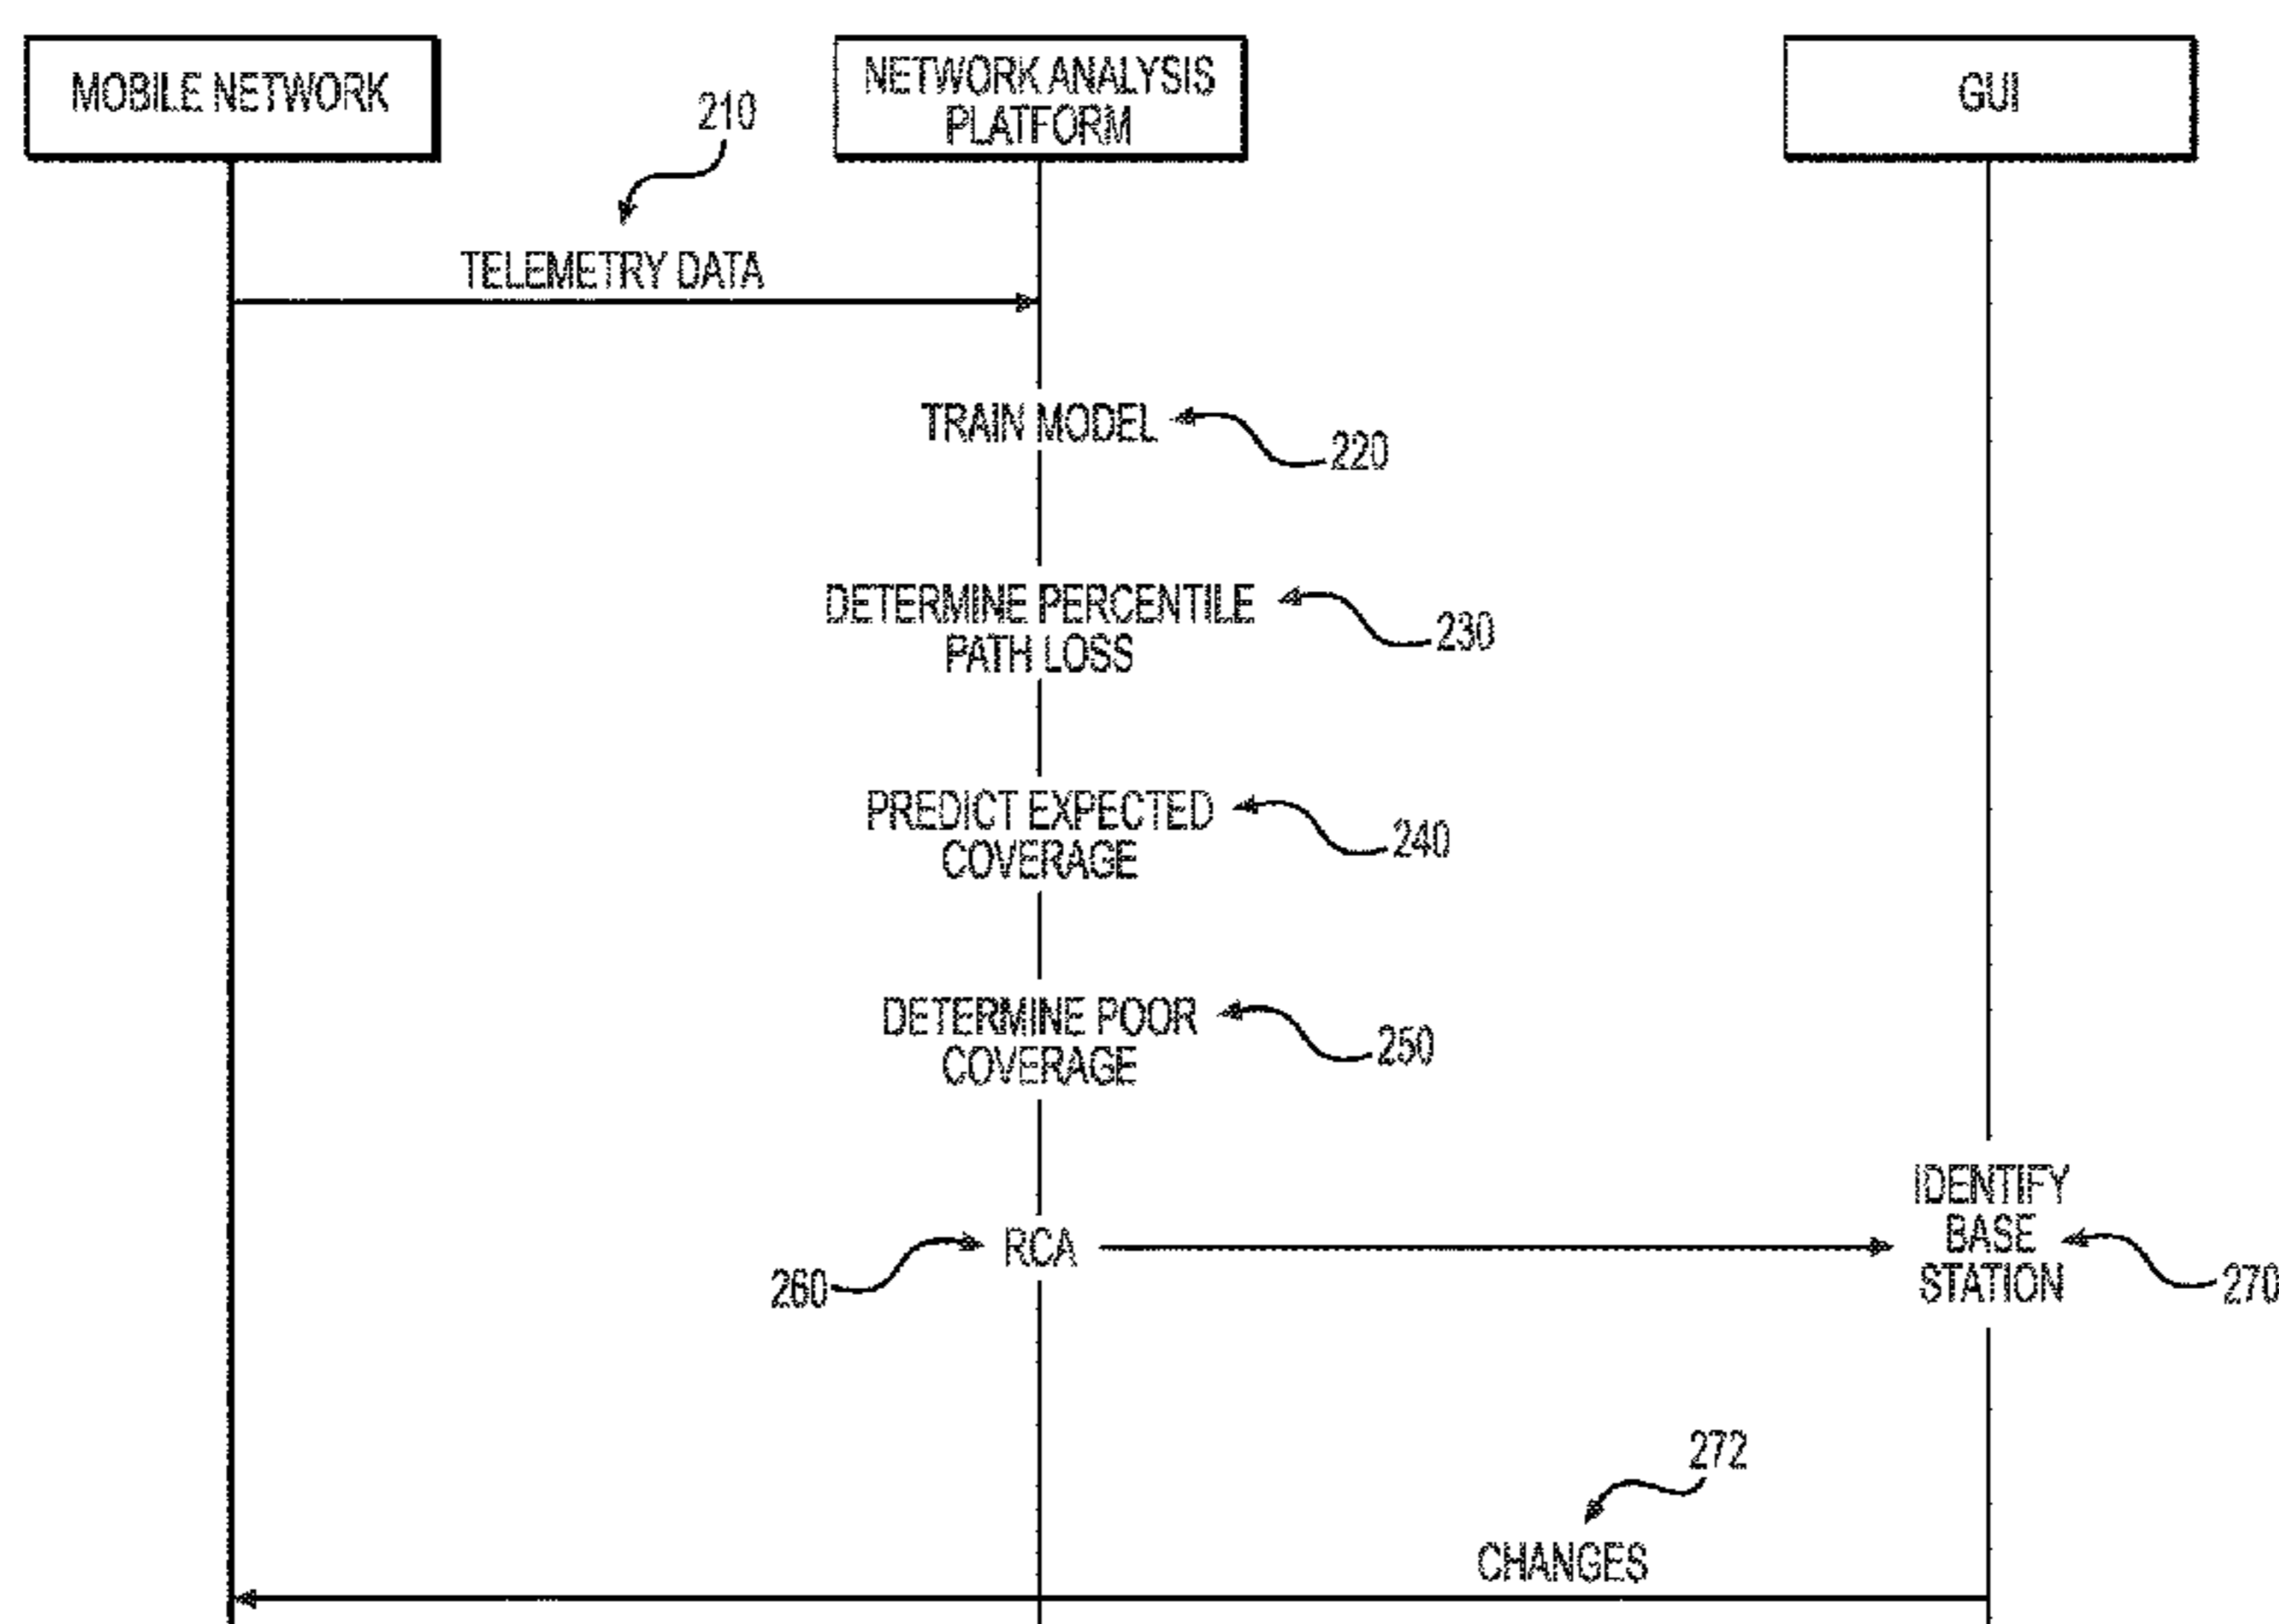 MOBILE NETWORK
NETWORK ANALYSIS
PLATFORM
GUI
210
TELEMETRY DATA
TRAIN MODEL
220
DETERMINE PERCENTILE
PATH LOSS
230
PREDICT EXPECTED
COVERAGE
240
DETERMINE POOR
COVERAGE
250
260
RCA
IDENTIFY
BASE
STATION
270
272
CHANGES